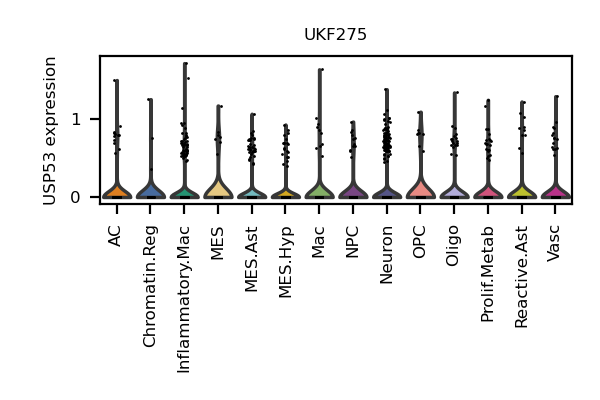 UKF275
USP53 expression
1
0
AC
Chromatin.Reg
Inflammatory.Mac
MES
MES.Ast
MES.Hyp
Mac
NPC
Neuron
OPC
Oligo
Prolif.Metab
Reactive.Ast
Vasc